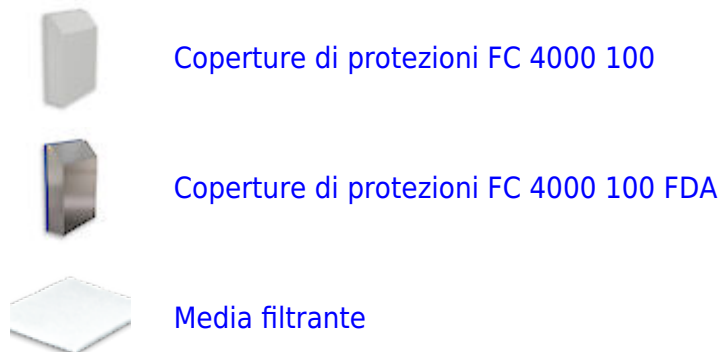 Coperture di protezioni FC 4000 100
Coperture di protezioni FC 4000 100 FDA
Media filtrante